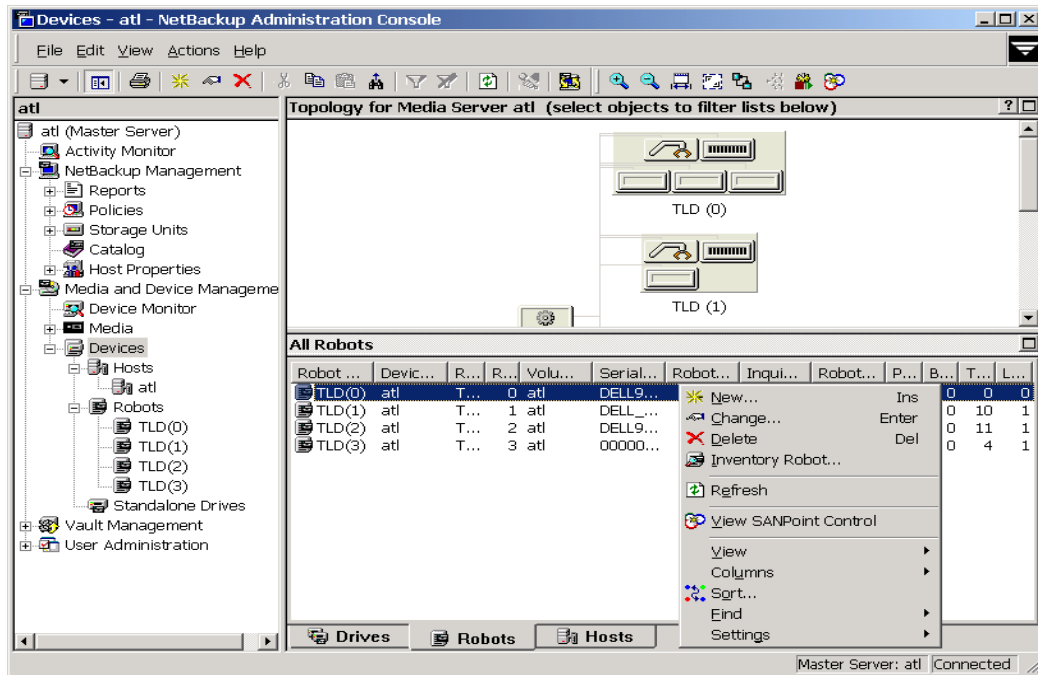 Devices - atl - NetBackup Administration Console
File Edit View Actions Help
atl
Topology for Media Server atl (select objects to filter lists below)
atl (Master Server)
Activity Monitor
NetBackup Management
Reports
Policies
Storage Units
Catalog
Host Properties
Media and Device Manageme
Device Monitor
Media
Devices
Hosts
atl
Robots
TLD(0)
TLD(1)
TLD(2)
TLD(3)
Standalone Drives
Vault Management
User Administration
TLD (0)
TLD (1)
All Robots
Robot ... Devic... R... R... Volu... Serial... Robot... Inqui... Robot... P... B... T... L...
TLD(0) atl T... 0 atl DELL9... 0 0 0
TLD(1) atl T... 1 atl DELL_... 0 10 1
TLD(2) atl T... 2 atl DELL9... 0 11 1
TLD(3) atl T... 3 atl 00000... 0 4 1
New... Ins
Change... Enter
Delete Del
Inventory Robot...
Refresh
View SANPoint Control
View
Columns
Sort...
Find
Settings
Drives Robots Hosts
Master Server: atl Connected